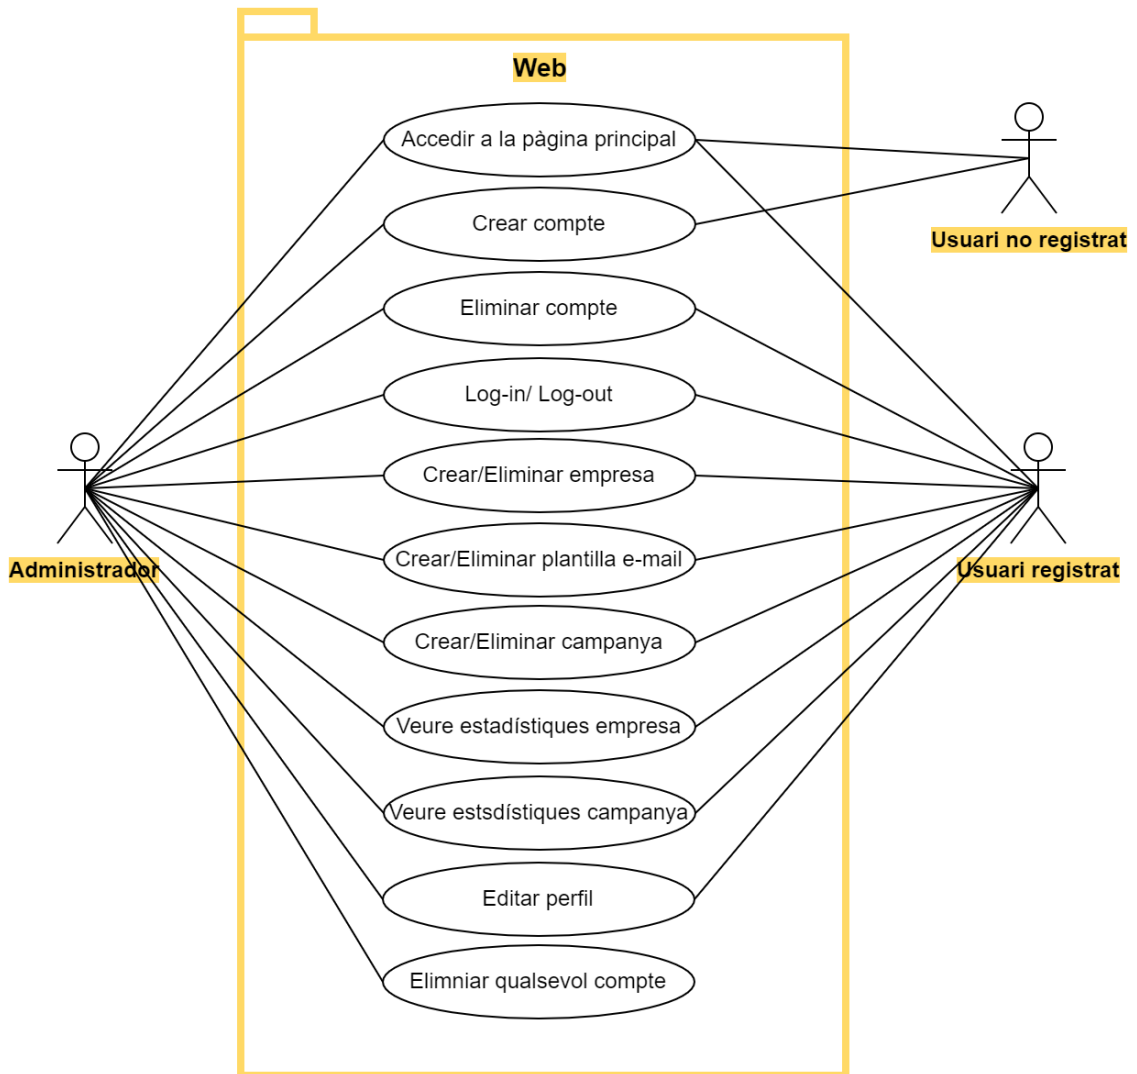 Web
Accedir a la pàgina principal
Crear compte
Usuari no registrat
Eliminar compte
Log-in/ Log-out
Crear/Eliminar empresa
Crear/Eliminar plantilla e-mail
Administrador
Usuari registrat
Crear/Eliminar campanya
Veure estadístiques empresa
Veure estsdístiques campanya
Editar perfil
Elimniar qualsevol compte